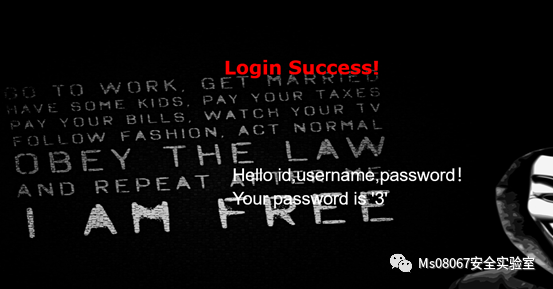 Login Success!
GO TO WORK, GET MARRIED
HAVE SOME KIDS, PAY YOUR TAXES
PAY YOUR BILLS, WATCH YOUR TV
FOLLOW FASHION, ACT NORMAL
OBEY THE LAW
AND REPEAT AFTER ME
I AM FREE
Hello id,username,password!
Your password is '3'
Ms08067安全实验室